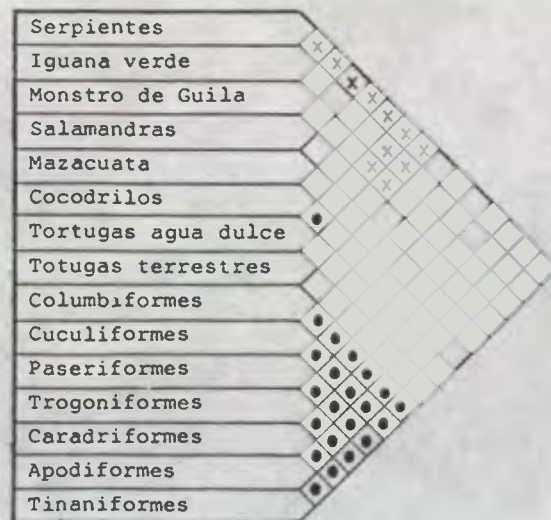 Serpientes
Iguana verde
Monstro de Guila
Salamandras
Mazacuata
Cocodrilos
Tortugas agua dulce
Totugas terrestres
Columbiformes
Cuculiformes
Paseriformes
Trogoniformes
Caradriformes
Apodiformes
Tinaniformes